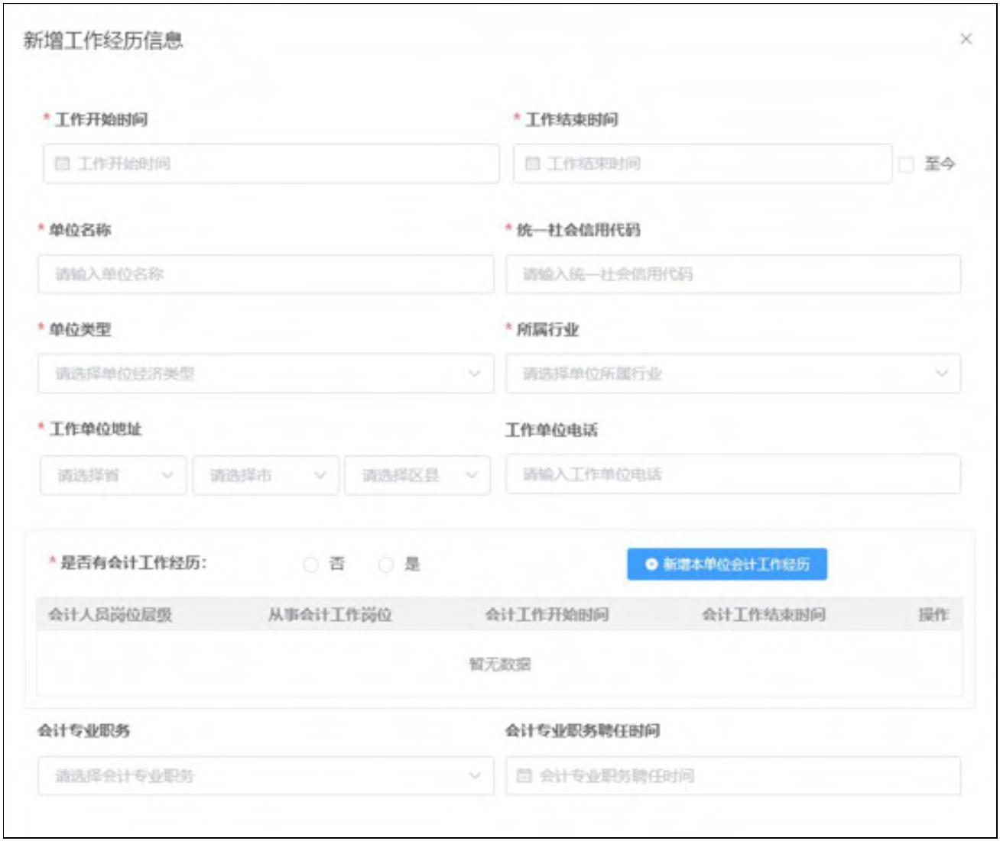 新增工作经历信息
* 工作开始时间 * 工作结束时间
工作开始时间 工作结束时间 至今
* 单位名称 * 统一社会信用代码
请输入单位名称 请输入统一社会信用代码
* 单位类型 * 所属行业
请选择单位经济类型 请选择单位所属行业
* 工作单位地址 工作单位电话
请选择省 请选择市 请选择区县 请输入工作单位电话
* 是否有会计工作经历: 否 是 新增本单位会计工作经历
会计人员岗位层级 从事会计工作岗位 会计工作开始时间 会计工作结束时间 操作
暂无数据
会计专业职务 会计专业职务聘任时间
请选择会计专业职务 会计专业职务聘任时间